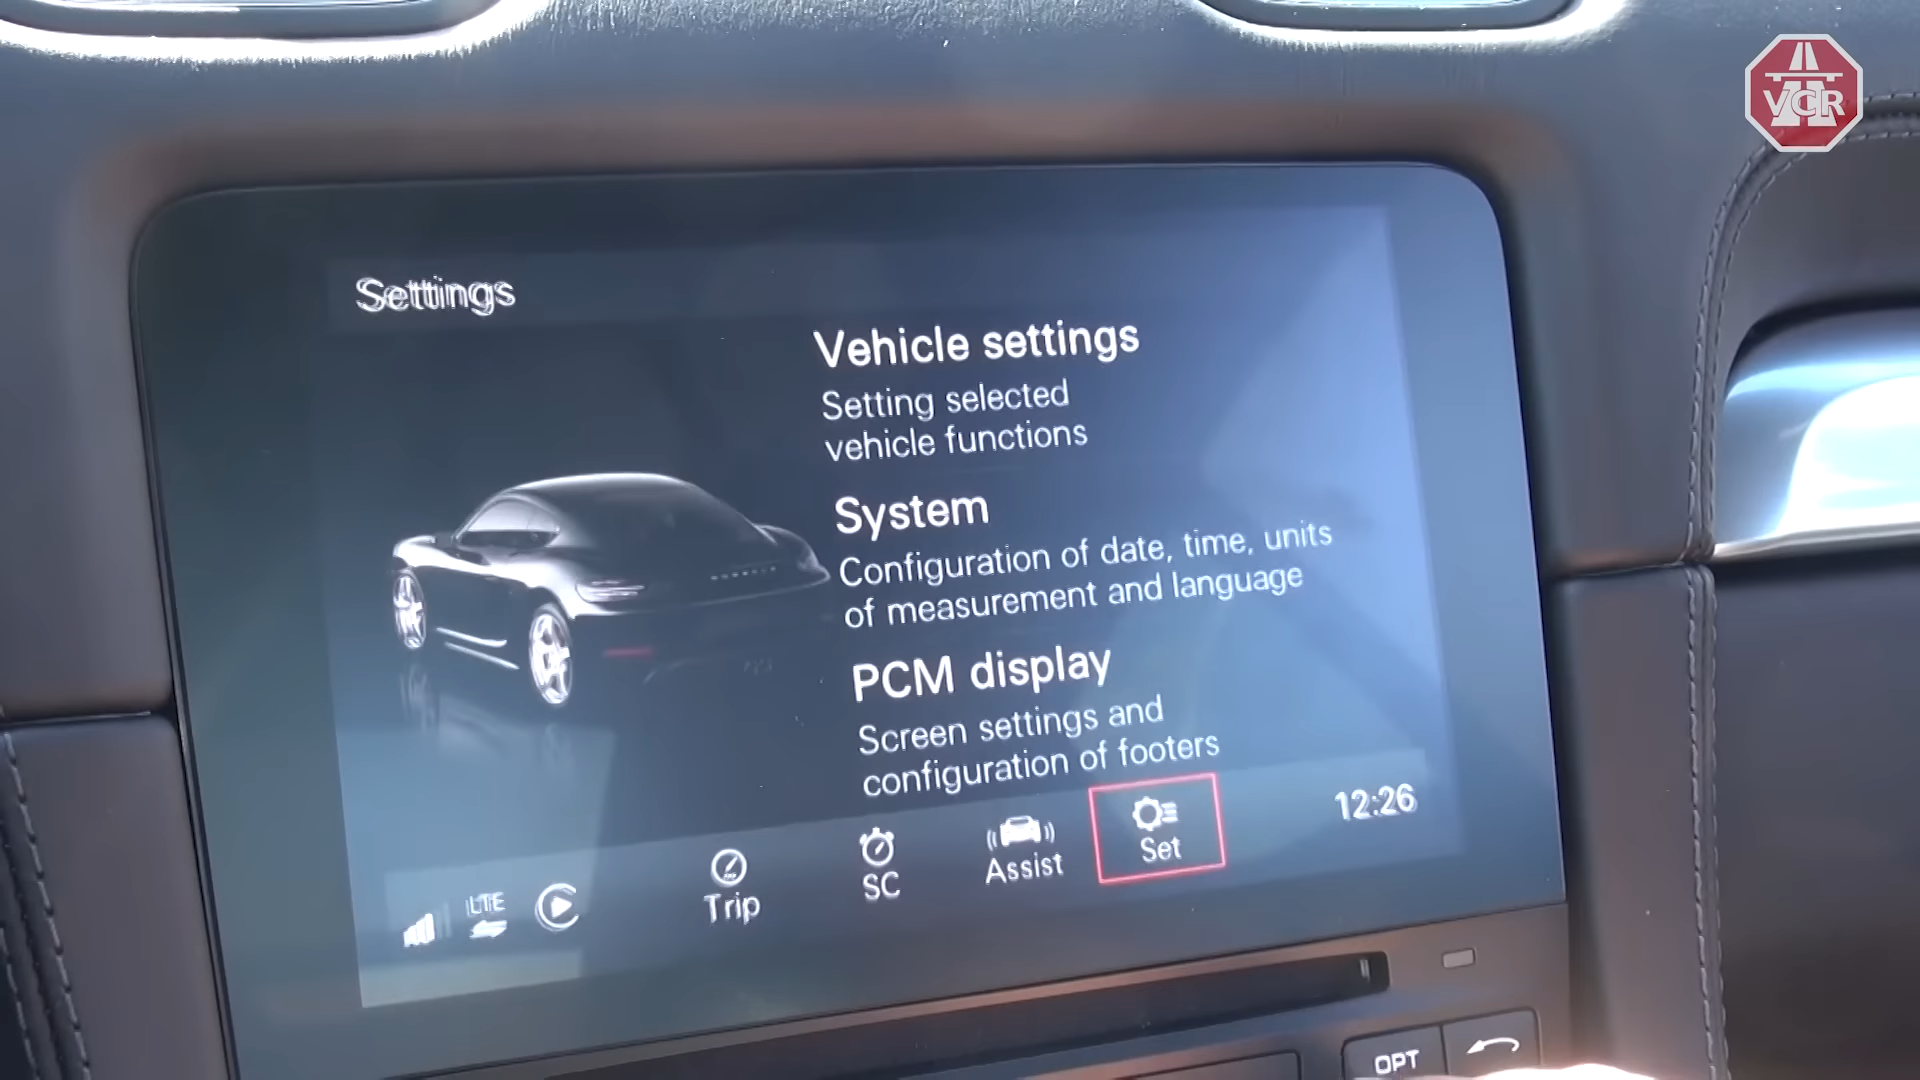 VCR
Settings
Vehicle settings
Setting selected
vehicle functions
System
Configuration of date, time, units
of measurement and language
PCM display
Screen settings and
configuration of footers
LTE
Trip
SC
Assist
Set
12:26
OPT
PORSCHE